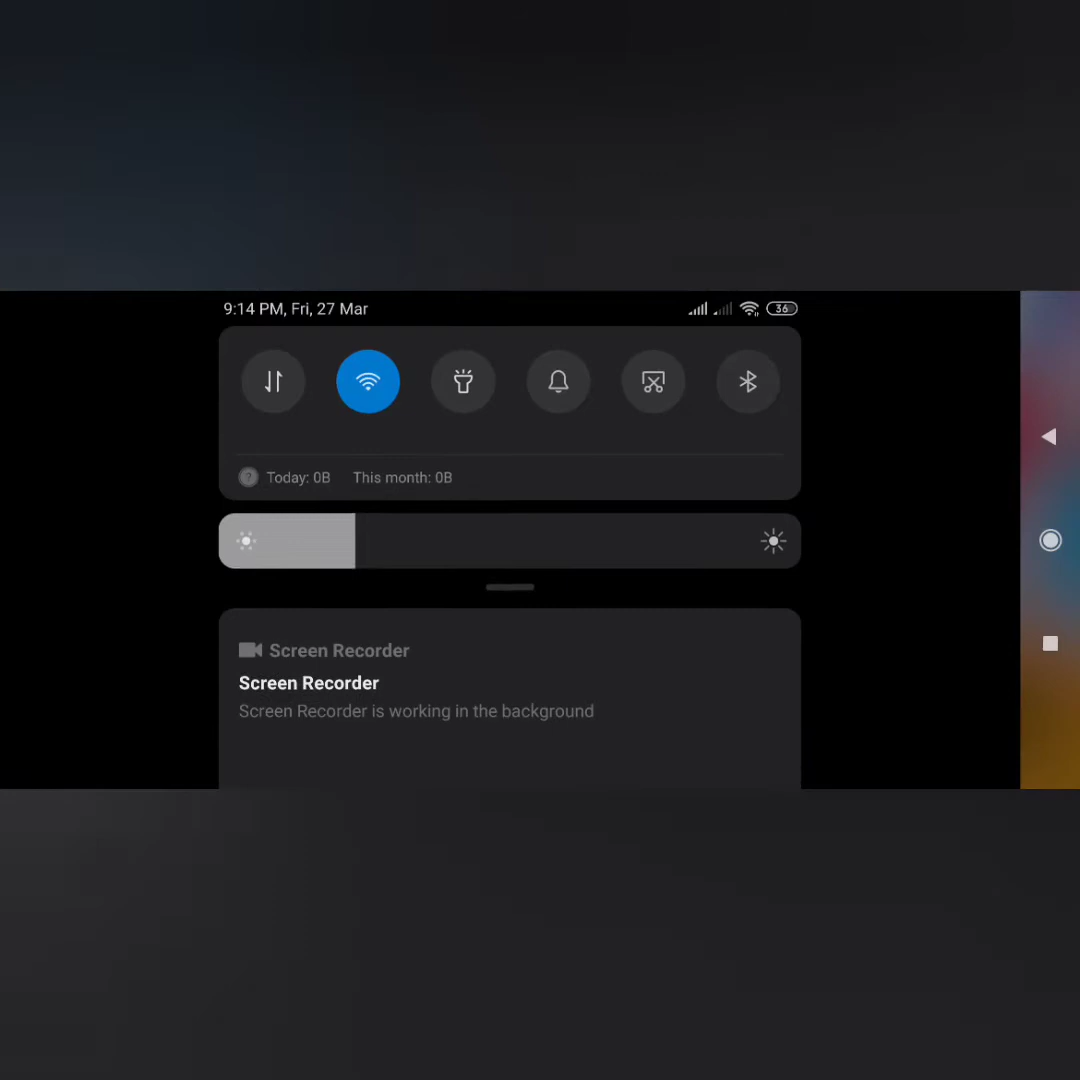 9:14 PM, Fri, 27 Mar 36
? Today: 0B This month: 0B
Screen Recorder
Screen Recorder
Screen Recorder is working in the background